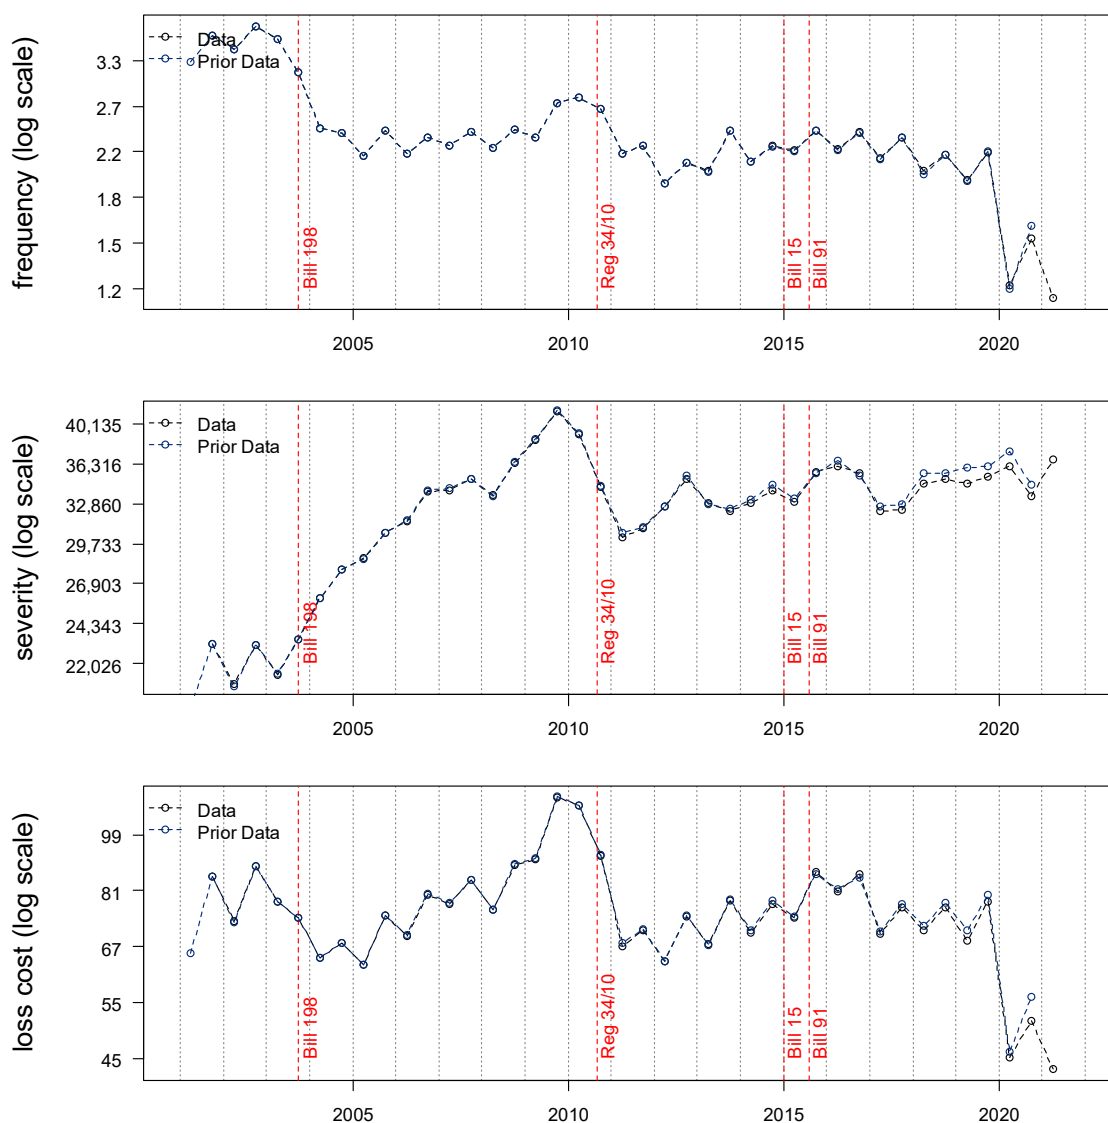 frequency (log scale)
3.3
2.7
2.2
1.8
1.5
1.2
Data
Prior Data
Bill 198
Reg 34/10
Bill 15
Bill 91
2005
2010
2015
2020
severity (log scale)
40,135
36,316
32,860
29,733
26,903
24,343
22,026
Data
Prior Data
Bill 198
Reg 34/10
Bill 15
Bill 91
2005
2010
2015
2020
loss cost (log scale)
99
81
67
55
45
Data
Prior Data
Bill 198
Reg 34/10
Bill 15
Bill 91
2005
2010
2015
2020